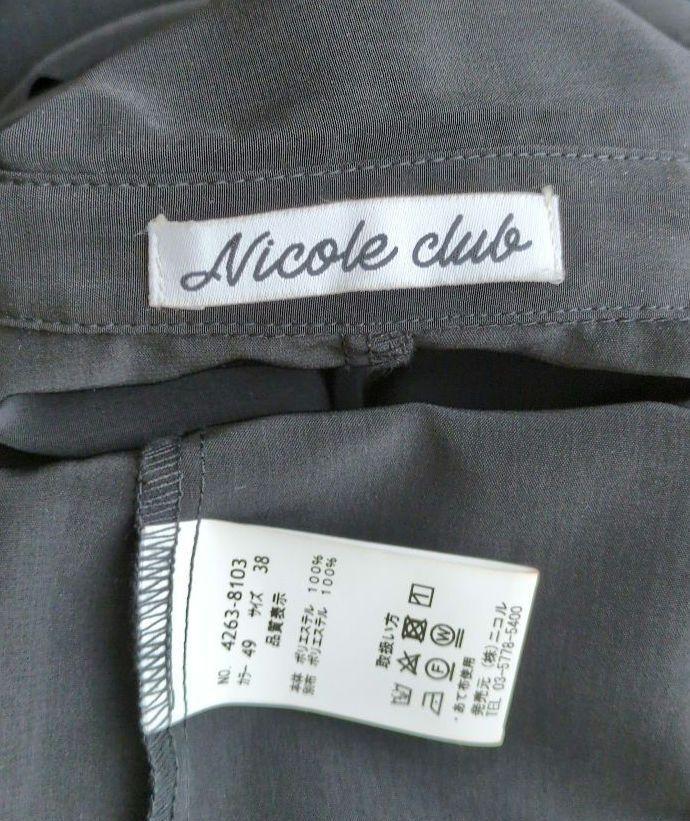 Nicole club
NO. 4263-8103
カラー 49 サイズ 38
品質表示
本体 ポリエステル 100%
別布 ポリエステル 100%
取扱い方
・あて布使用
発売元 (株)ニコル
TEL 03-5778-5400